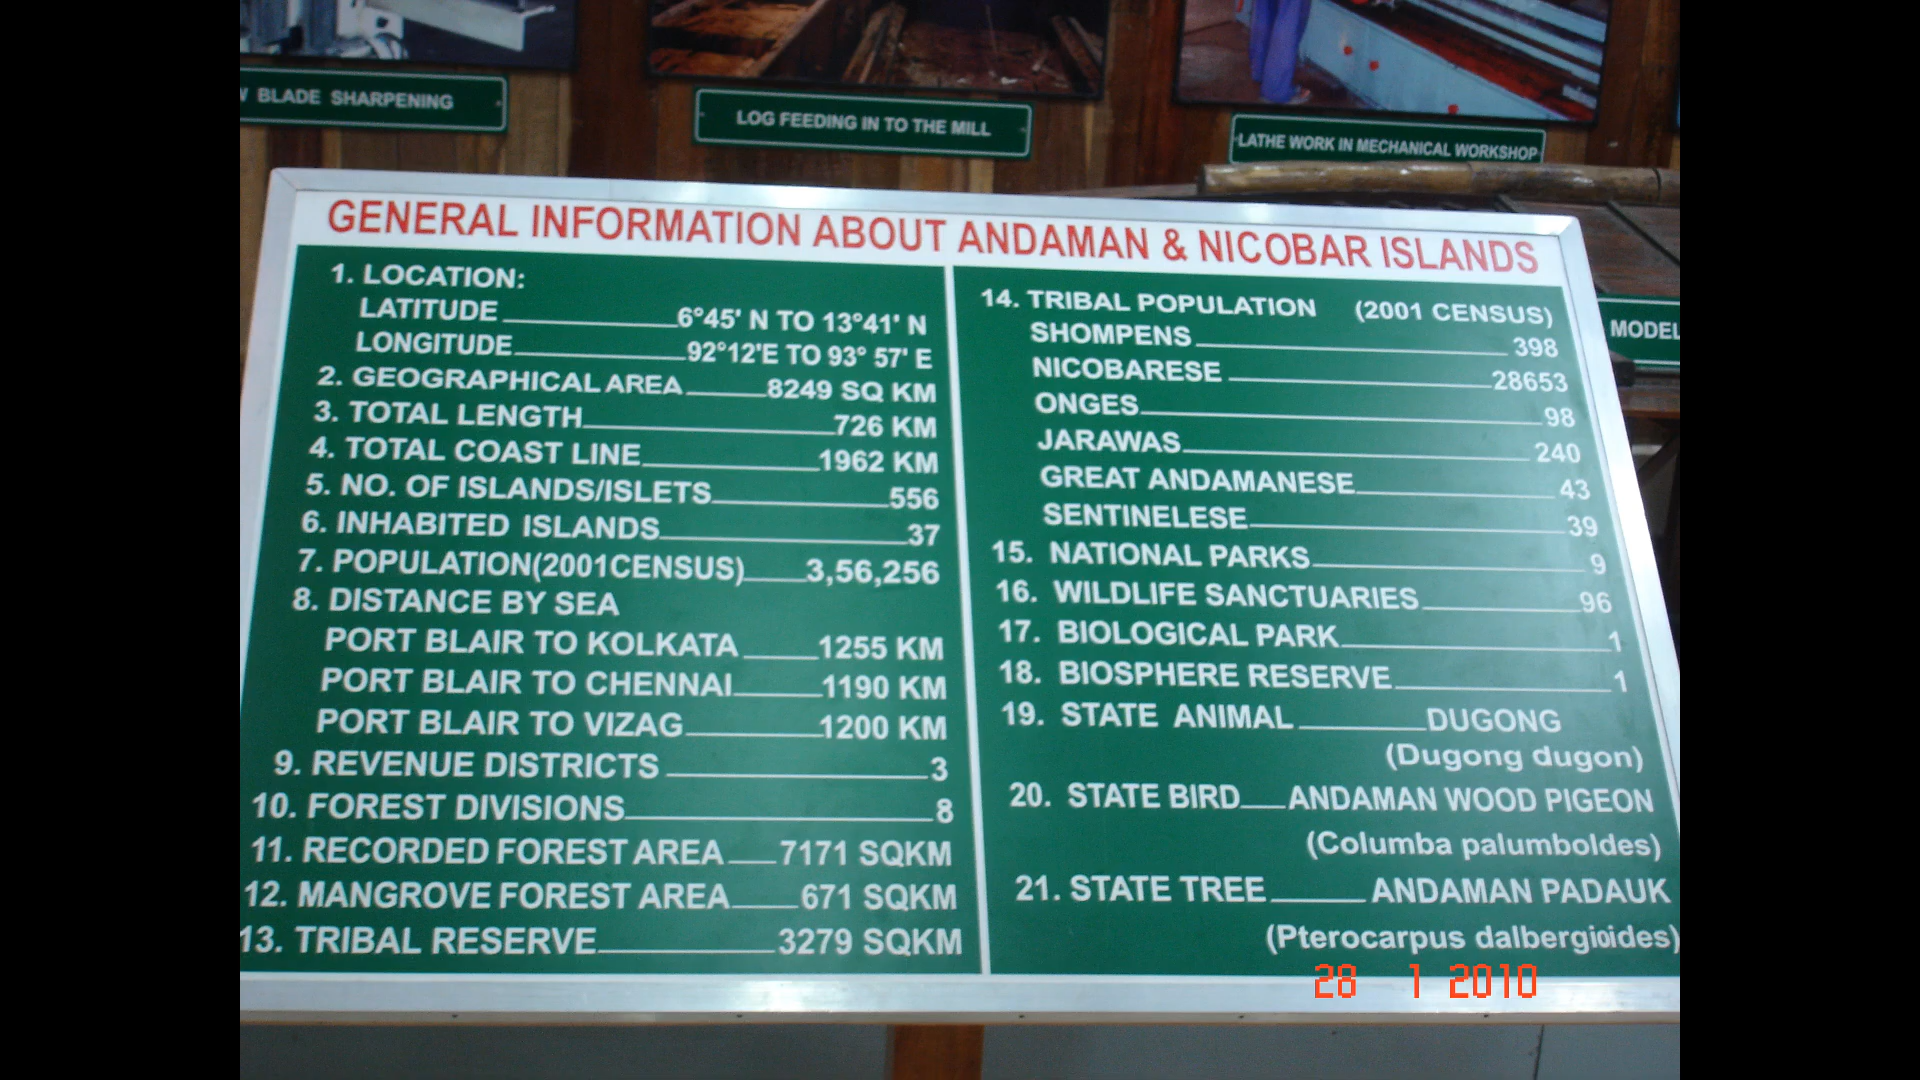 W BLADE SHARPENING
LOG FEEDING IN TO THE MILL
LATHE WORK IN MECHANICAL WORKSHOP
MODEL
GENERAL INFORMATION ABOUT ANDAMAN & NICOBAR ISLANDS
1. LOCATION:
LATITUDE 6°45' N TO 13°41' N
LONGITUDE 92°12'E TO 93° 57' E
2. GEOGRAPHICAL AREA 8249 SQ KM
3. TOTAL LENGTH 726 KM
4. TOTAL COAST LINE 1962 KM
5. NO. OF ISLANDS/ISLETS 556
6. INHABITED ISLANDS 37
7. POPULATION(2001CENSUS) 3,56,256
8. DISTANCE BY SEA
PORT BLAIR TO KOLKATA 1255 KM
PORT BLAIR TO CHENNAI 1190 KM
PORT BLAIR TO VIZAG 1200 KM
9. REVENUE DISTRICTS 3
10. FOREST DIVISIONS 8
11. RECORDED FOREST AREA 7171 SQKM
12. MANGROVE FOREST AREA 671 SQKM
13. TRIBAL RESERVE 3279 SQKM
14. TRIBAL POPULATION (2001 CENSUS)
SHOMPENS 398
NICOBARESE 28653
ONGES 98
JARAWAS 240
GREAT ANDAMANESE 43
SENTINELESE 39
15. NATIONAL PARKS 9
16. WILDLIFE SANCTUARIES 96
17. BIOLOGICAL PARK 1
18. BIOSPHERE RESERVE 1
19. STATE ANIMAL DUGONG
(Dugong dugon)
20. STATE BIRD ANDAMAN WOOD PIGEON
(Columba palumboldes)
21. STATE TREE ANDAMAN PADAUK
(Pterocarpus dalbergioides)
28 1 2010